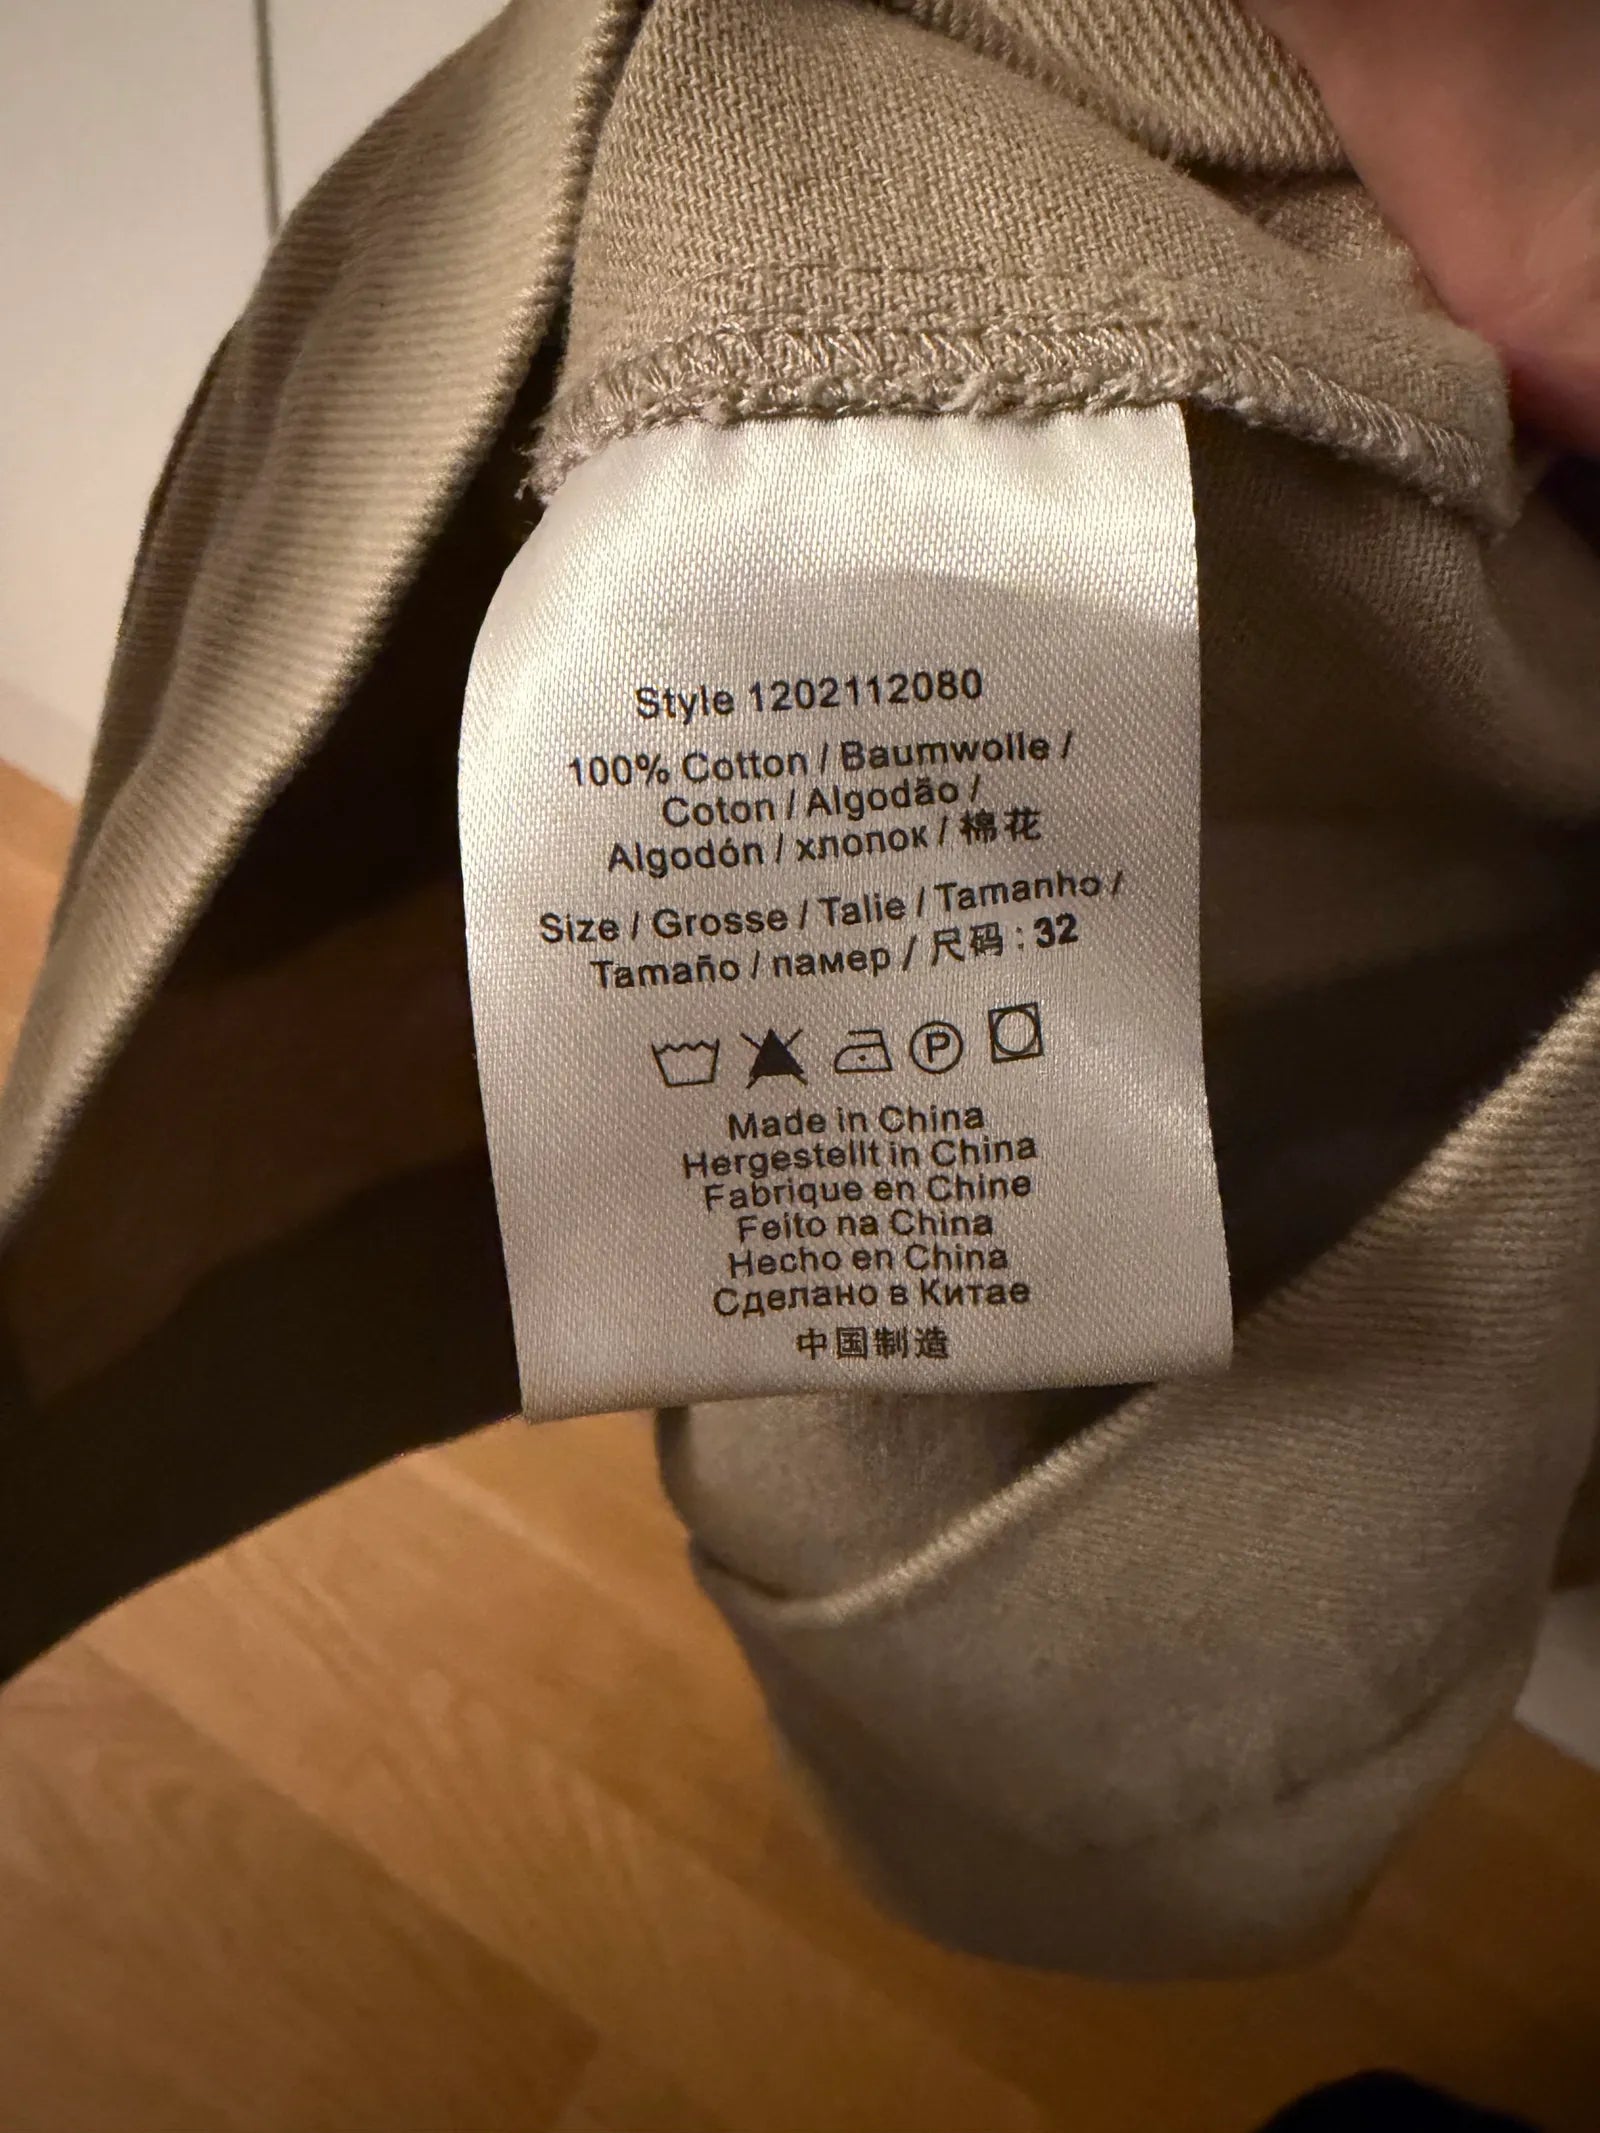 Style 1202112080
100% Cotton / Baumwolle /
Coton / Algodão /
Algodón / хлопок / 棉花
Size / Grosse / Talie / Tamanho /
Tamaño / памер / 尺码 : 32
P
Made in China
Hergestellt in China
Fabrique en Chine
Feito na China
Hecho en China
Сделано в Китае
中国制造